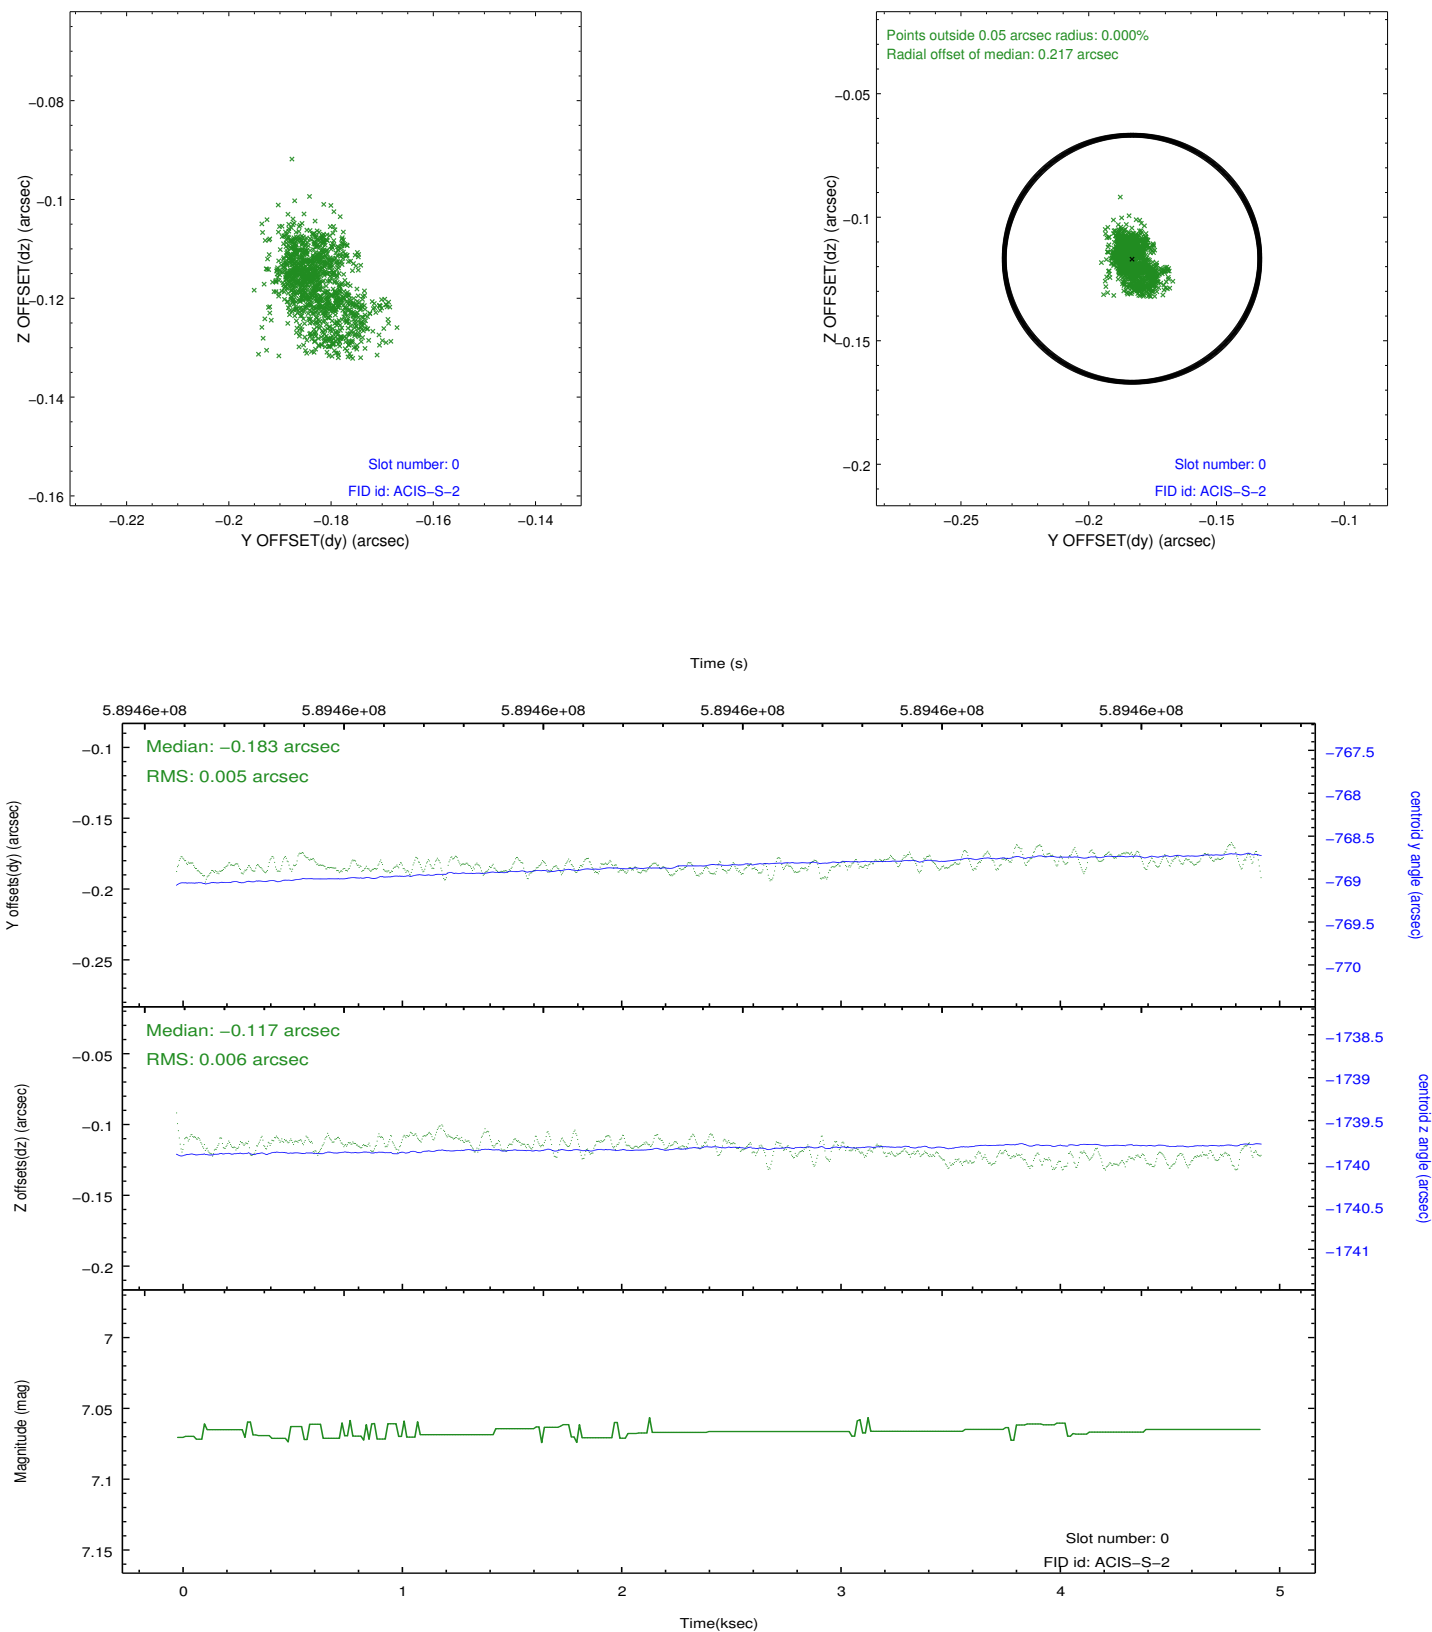 −0.08
−0.1
−0.12
−0.14
−0.16
Z OFFSET(dz) (arcsec)
Slot number: 0
FID id: ACIS−S−2
−0.22
−0.2
−0.18
−0.16
−0.14
Y OFFSET(dy) (arcsec)
Points outside 0.05 arcsec radius: 0.000%
Radial offset of median: 0.217 arcsec
−0.05
−0.1
−0.15
−0.2
Z OFFSET(dz) (arcsec)
Slot number: 0
FID id: ACIS−S−2
−0.25
−0.2
−0.15
−0.1
Y OFFSET(dy) (arcsec)
Time (s)
5.8946e+08
5.8946e+08
5.8946e+08
5.8946e+08
5.8946e+08
5.8946e+08
Median: −0.183 arcsec
RMS: 0.005 arcsec
−0.1
−0.15
−0.2
−0.25
Y offsets(dy) (arcsec)
−767.5
−768
−768.5
−769
−769.5
−770
centroid y angle (arcsec)
Median: −0.117 arcsec
RMS: 0.006 arcsec
−0.05
−0.1
−0.15
−0.2
Z offsets(dz) (arcsec)
−1738.5
−1739
−1739.5
−1740
−1740.5
−1741
centroid z angle (arcsec)
7
7.05
7.1
7.15
Magnitude (mag)
Slot number: 0
FID id: ACIS−S−2
0
1
2
3
4
5
Time(ksec)